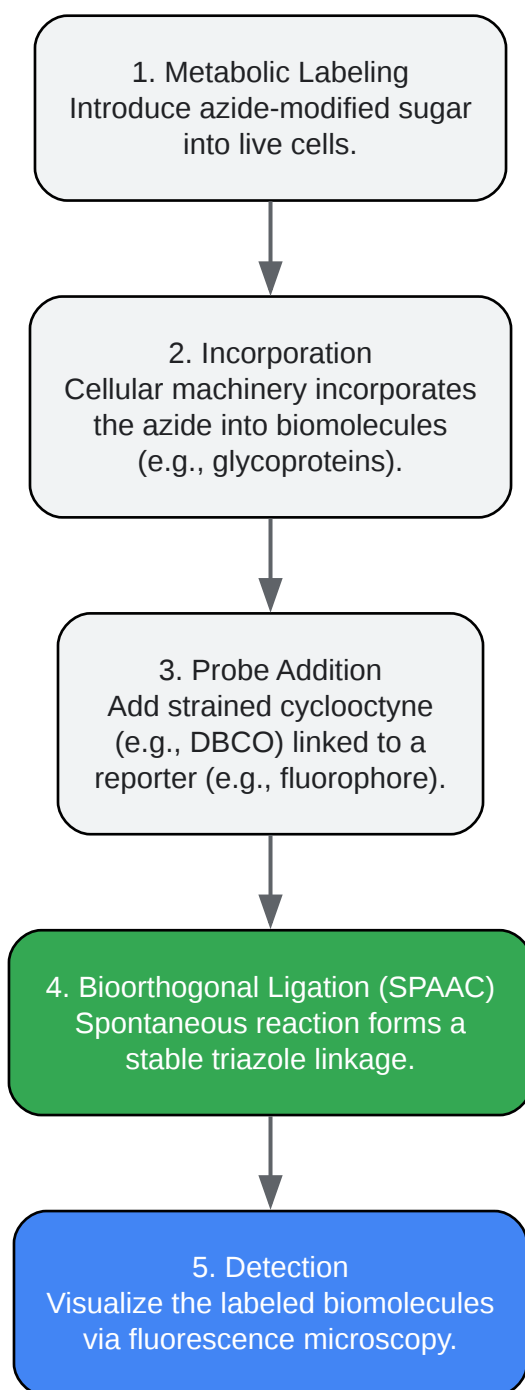 1. Metabolic Labeling
Introduce azide-modified sugar
into live cells.
2. Incorporation
Cellular machinery incorporates
the azide into biomolecules
(e.g., glycoproteins).
3. Probe Addition
Add strained cyclooctyne
(e.g., DBCO) linked to a
reporter (e.g., fluorophore).
4. Bioorthogonal Ligation (SPAAC)
Spontaneous reaction forms a
stable triazole linkage.
5. Detection
Visualize the labeled biomolecules
via fluorescence microscopy.